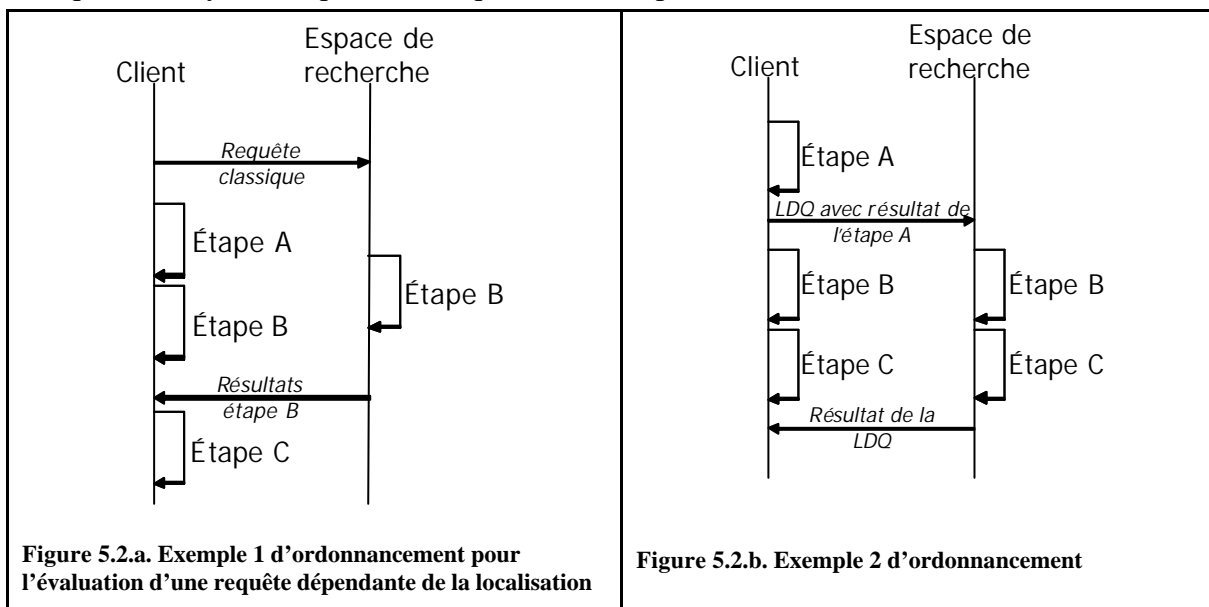 Client
Espace de
recherche
Requête
classique
Étape A
Étape B
Étape B
Résultats
étape B
Étape C
Figure 5.2.a. Exemple 1 d’ordonnancement pour
l’évaluation d’une requête dépendante de la localisation
Client
Espace de
recherche
Étape A
LDQ avec résultat de
l'étape A
Étape B
Étape B
Étape C
Étape C
Résultat de la
LDQ
Figure 5.2.b. Exemple 2 d’ordonnancement